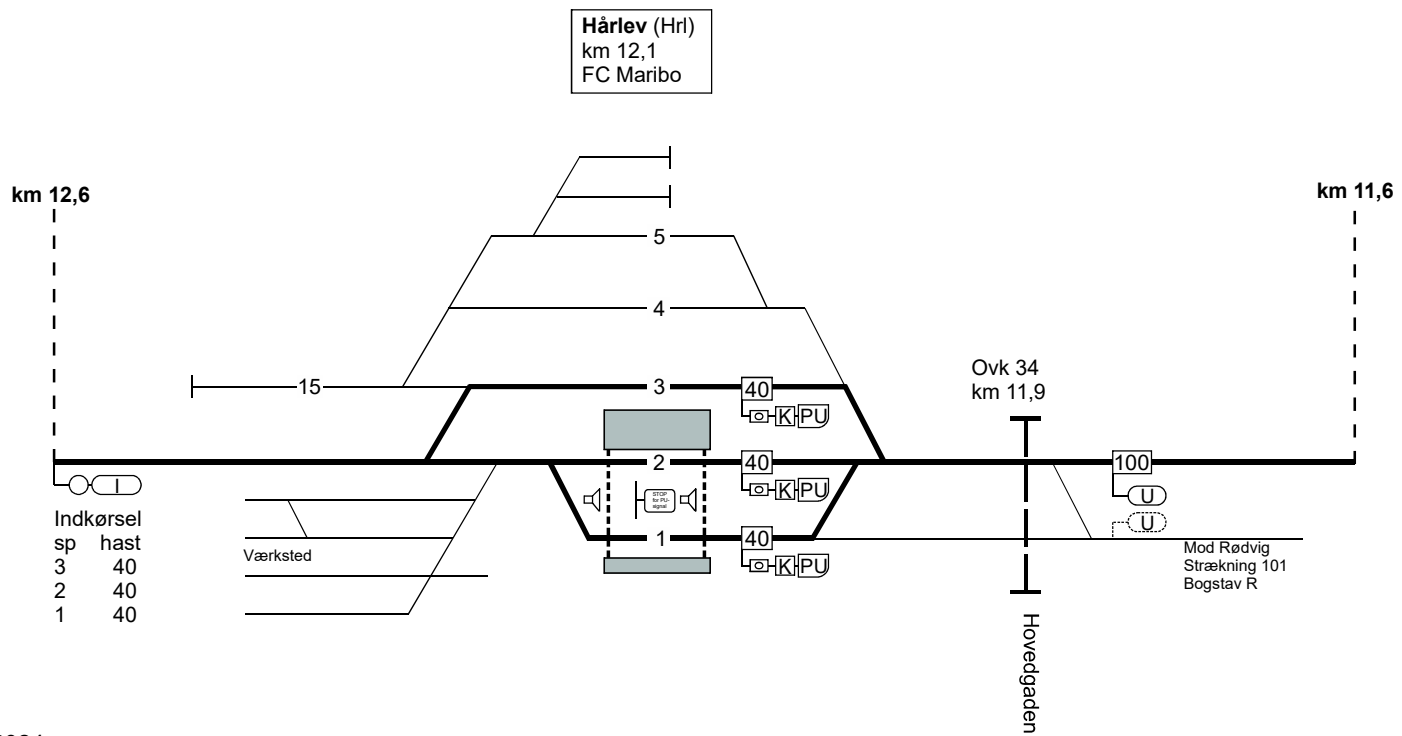 Hårlev (Hrl)
km 12,1
FC Maribo
km 12,6
km 11,6
5
4
15
3
40
K PU
Ovk 34
km 11,9
2
40
K PU
100
U
I
STOP
for PU-
signal
U
Indkørsel
sp hast
3 40
2 40
1 40
Værksted
1
40
K PU
Mod Rødvig
Strækning 101
Bogstav R
Hovedgaden